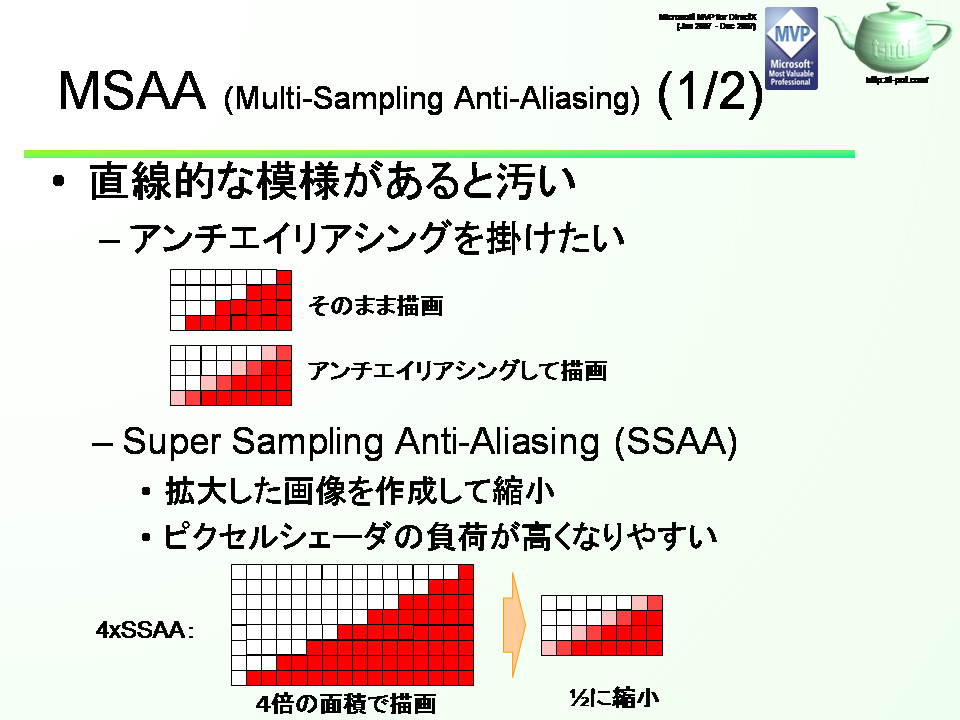 Microsoft MVP for DirectX
(Jan 2007 - Dec 2007)
MVP
Microsoft®
Most Valuable
Professional
t-pot
http://t-pot.com/
MSAA (Multi-Sampling Anti-Aliasing) (1/2)
• 直線的な模様があると汚い
– アンチエイリアシングを掛けたい
そのまま描画
アンチエイリアシングして描画
– Super Sampling Anti-Aliasing (SSAA)
• 拡大した画像を作成して縮小
• ピクセルシェーダの負荷が高くなりやすい
4xSSAA:
4倍の面積で描画
½に縮小